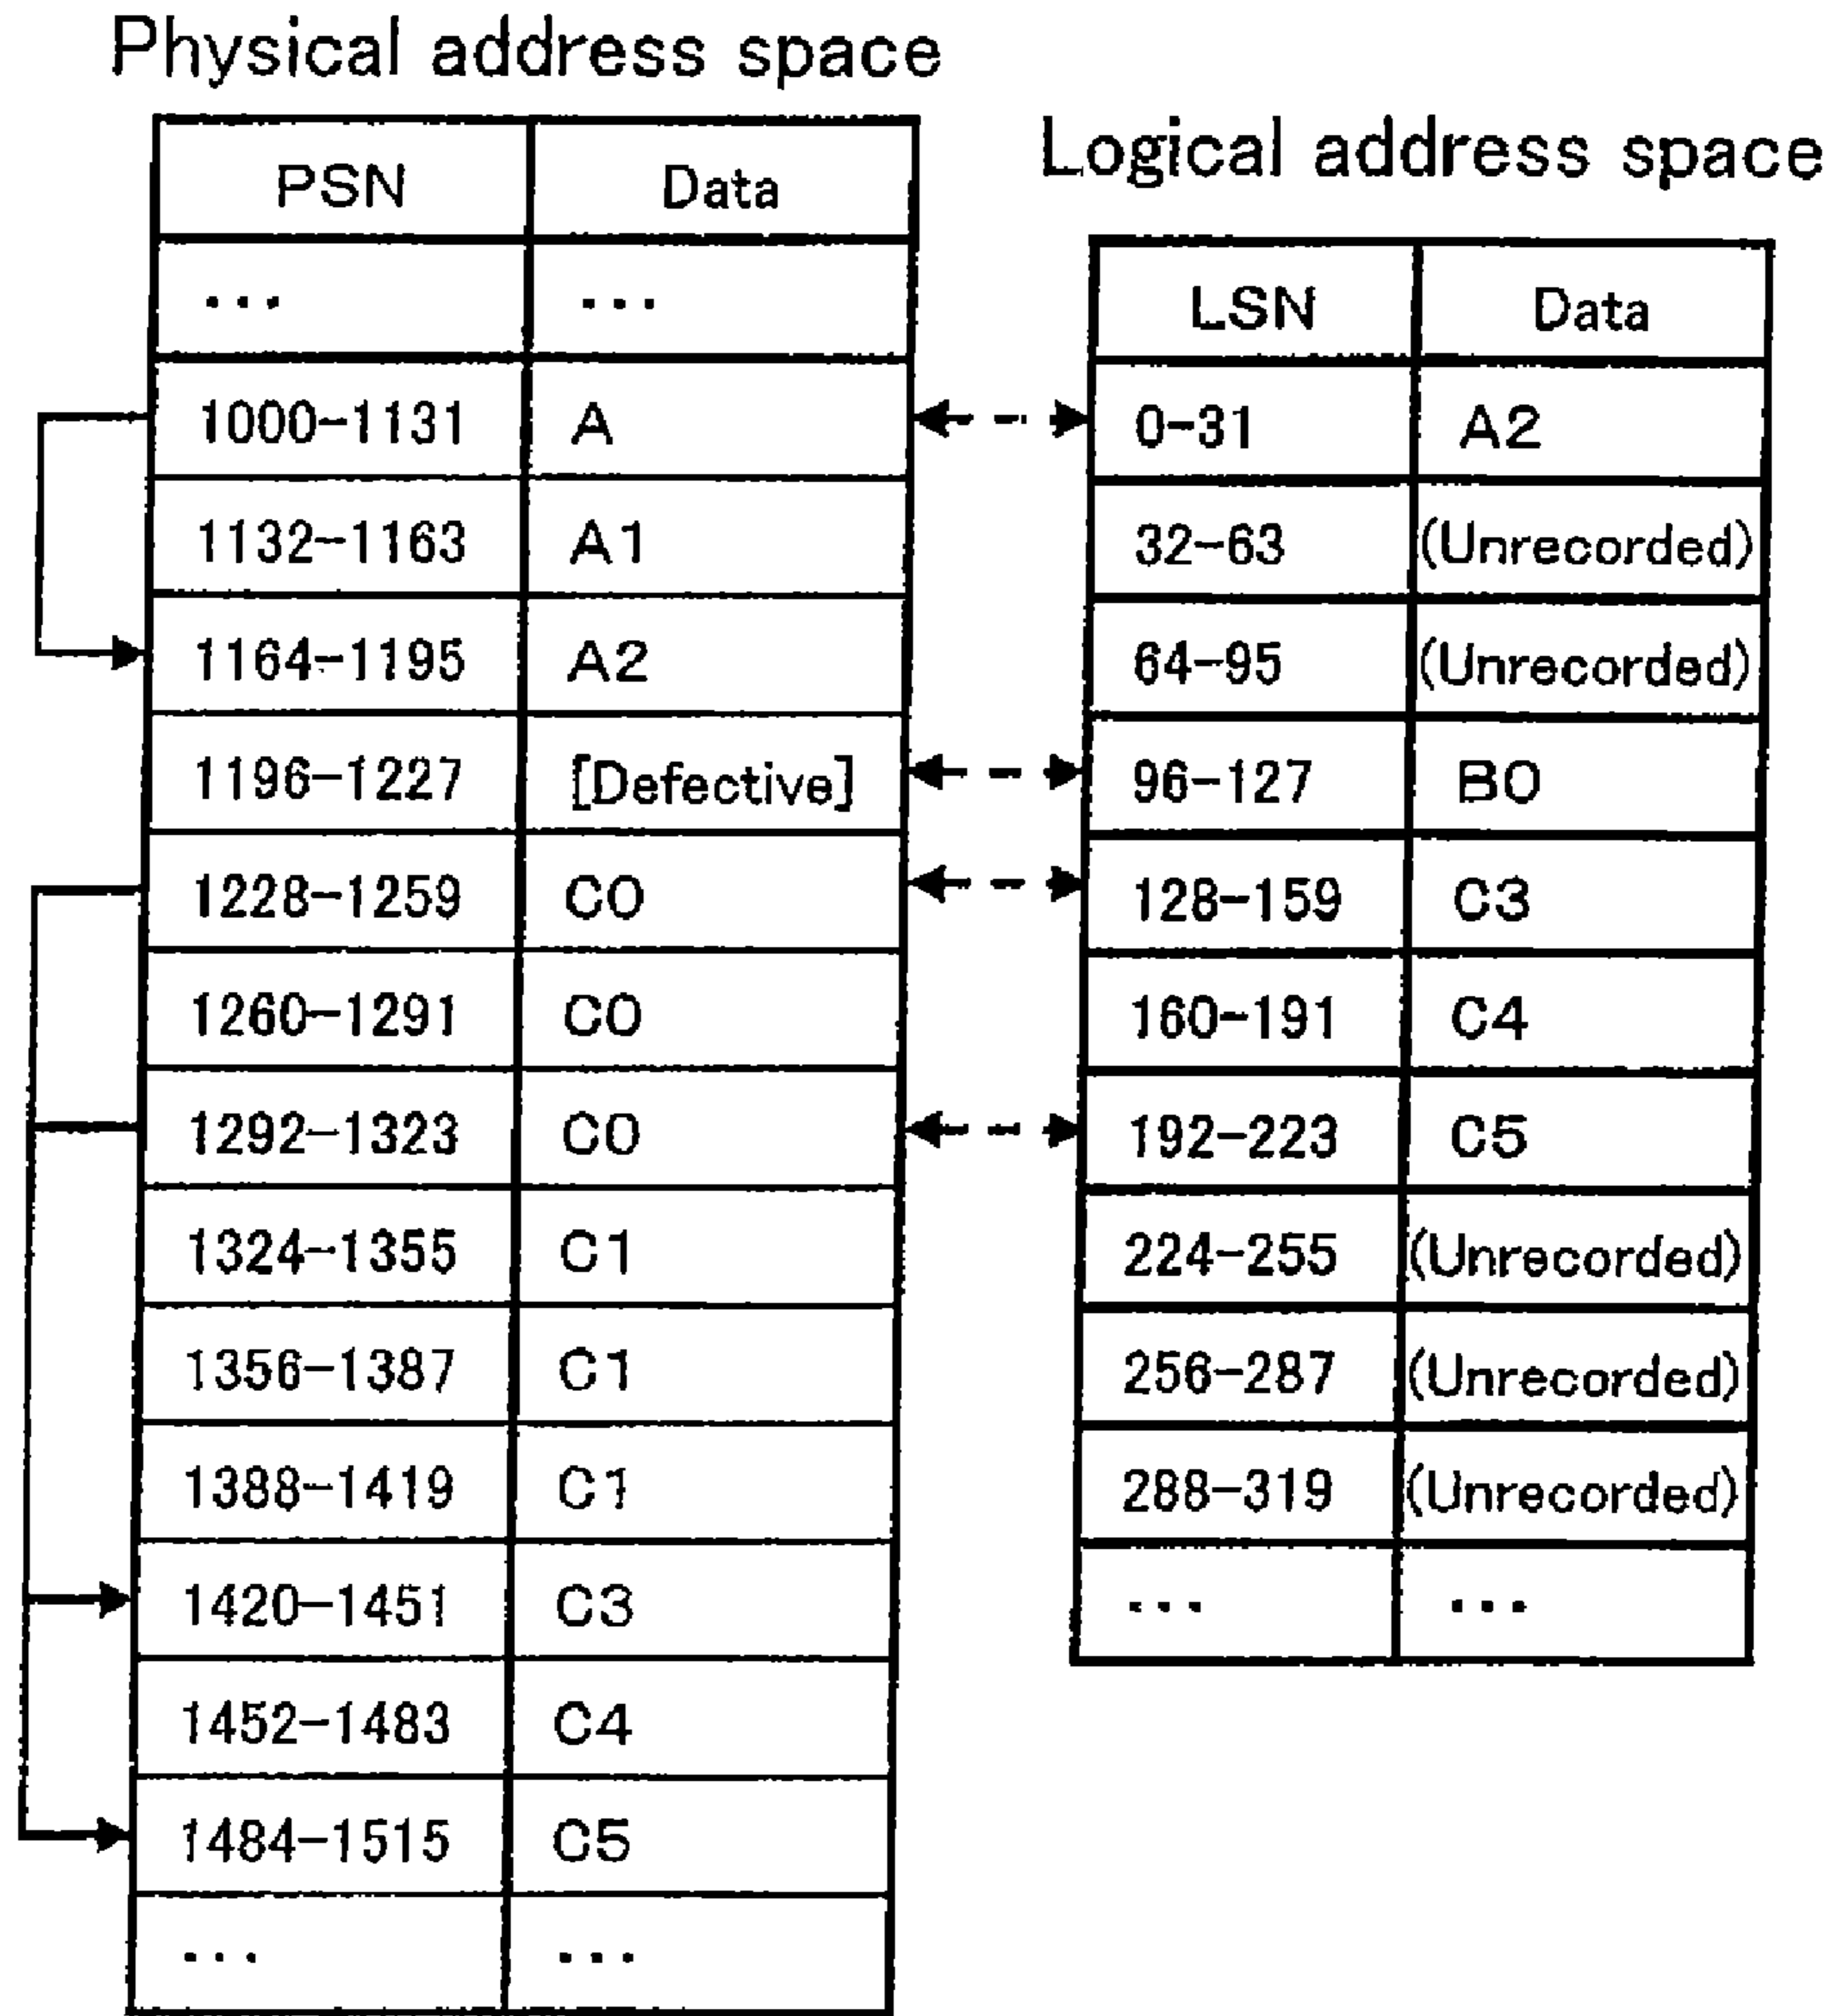 Physical address space
PSN Data
... ...
1000-1131 A
1132-1163 A1
1164-1195 A2
1196-1227 [Defective]
1228-1259 C0
1260-1291 C0
1292-1323 C0
1324-1355 C1
1356-1387 C1
1388-1419 C1
1420-1451 C3
1452-1483 C4
1484-1515 C5
... ...
Logical address space
LSN Data
0-31 A2
32-63 (Unrecorded)
64-95 (Unrecorded)
96-127 B0
128-159 C3
160-191 C4
192-223 C5
224-255 (Unrecorded)
256-287 (Unrecorded)
288-319 (Unrecorded)
... ...